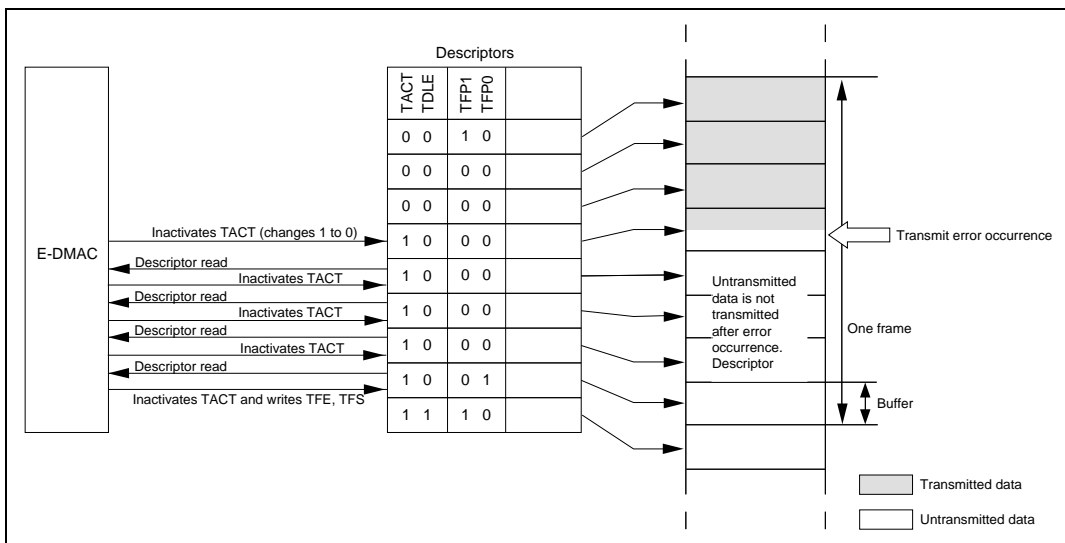 Descriptors
TACT TDLE TFP1 TFP0
0 0 1 0
0 0 0 0
0 0 0 0
E-DMAC
Inactivates TACT (changes 1 to 0)
1 0 0 0
Transmit error occurrence
Descriptor read
1 0 0 0
Inactivates TACT
Descriptor read
1 0 0 0
Inactivates TACT
Descriptor read
1 0 0 0
Inactivates TACT
Descriptor read
1 0 0 1
Inactivates TACT and writes TFE, TFS
1 1 1 0
Untransmitted
data is not
transmitted
after error
occurrence.
Descriptor
One frame
Buffer
Transmitted data
Untransmitted data